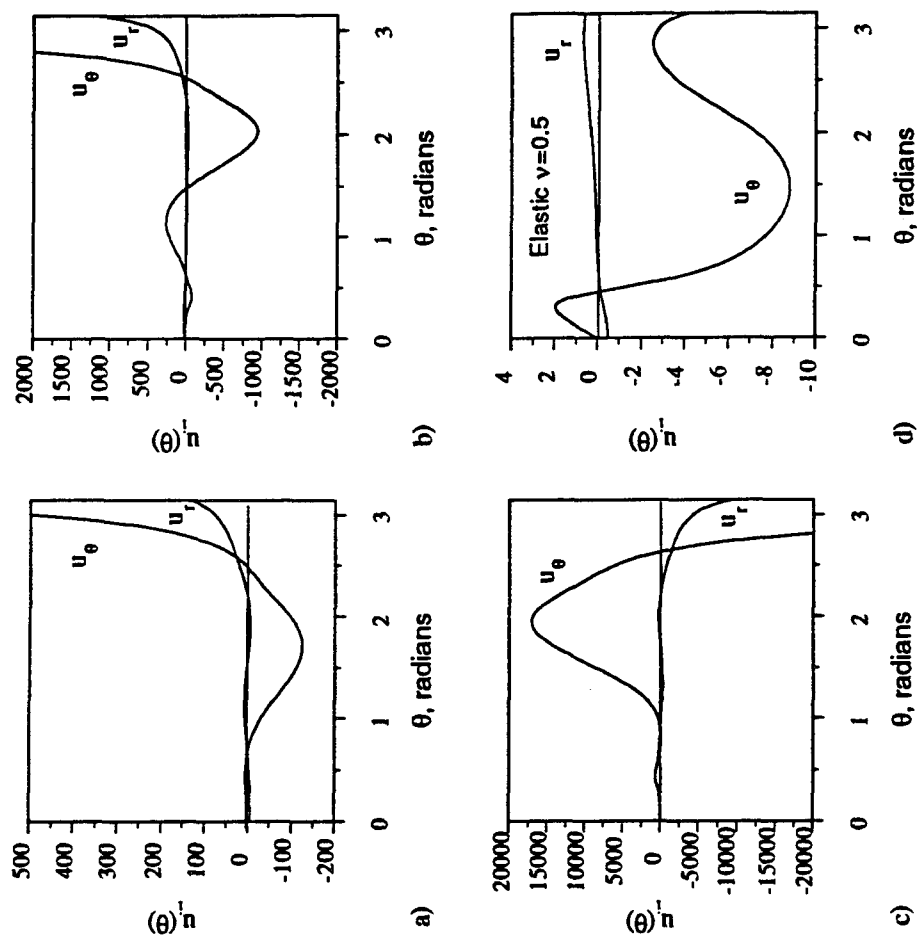 a)
500
400
300
200
100
0
-100
-200
0
1
2
3
u_i(θ)
θ, radians
u_θ
u_r
b)
2000
1500
1000
500
0
-500
-1000
-1500
-2000
0
1
2
3
u_i(θ)
θ, radians
u_θ
u_r
c)
20000
15000
10000
5000
0
-5000
-10000
-15000
-20000
0
1
2
3
u_i(θ)
θ, radians
u_θ
u_r
d)
4
2
0
-2
-4
-6
-8
-10
0
1
2
3
u_i(θ)
θ, radians
Elastic ν=0.5
u_r
u_θ